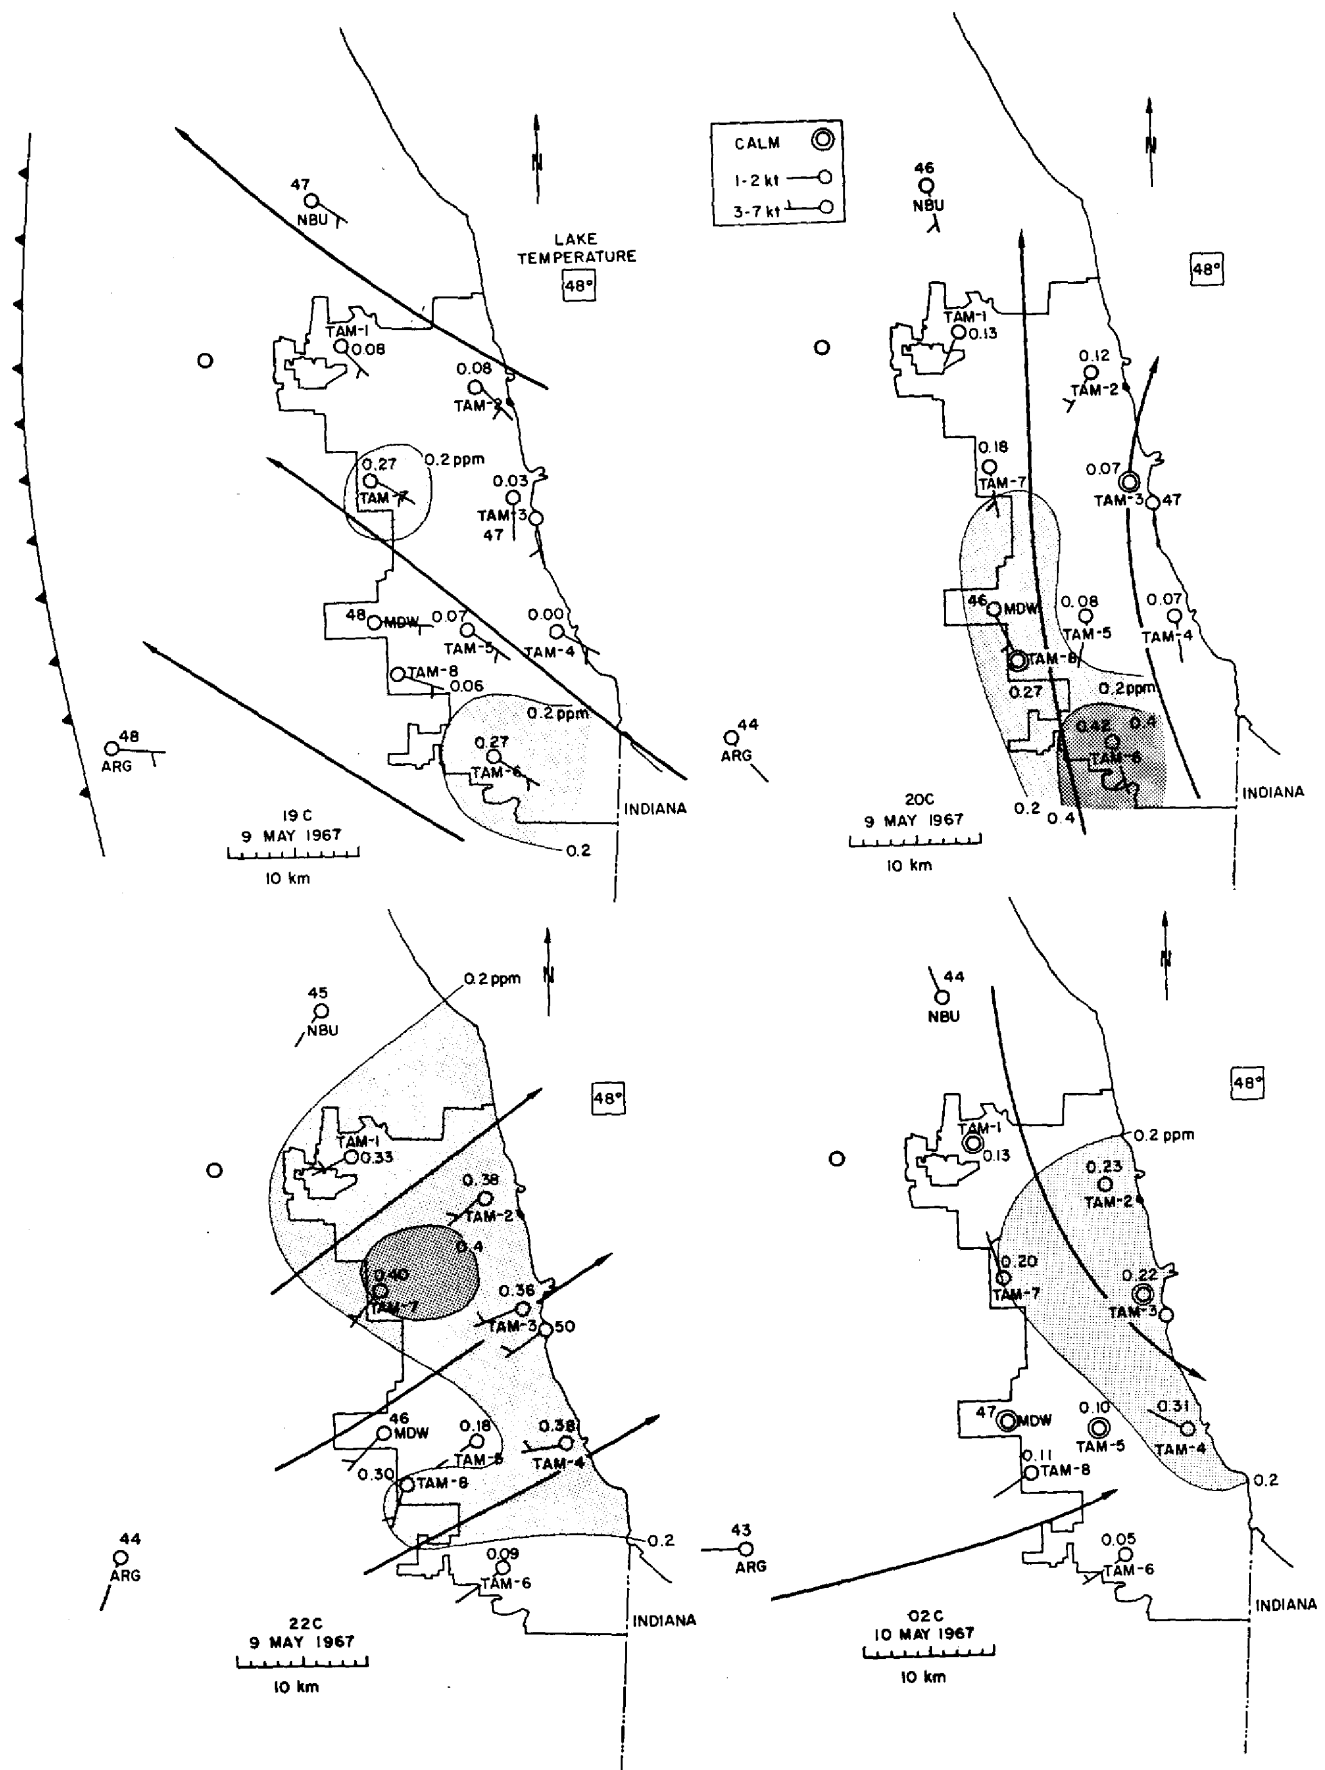 47
NBU
N
LAKE
TEMPERATURE
48°
TAM-1
0.08
0.08
TAM-2
0.2 ppm
0.27
TAM-7
0.03
TAM-3
47
48
MDW
0.07
TAM-5
0.00
TAM-4
TAM-8
0.06
0.2 ppm
48
ARG
0.27
TAM-6
INDIANA
19C
9 MAY 1967
0.2
10 km
CALM
1-2 kt
3-7 kt
46
NBU
N
48°
TAM-1
0.13
0.12
TAM-2
0.18
TAM-7
0.07
TAM-3
47
46
MDW
0.08
TAM-5
0.07
TAM-4
TAM-8
0.27
0.2 ppm
44
ARG
0.42
0.4
TAM-6
INDIANA
20C
9 MAY 1967
0.2
0.4
10 km
0.2 ppm
N
45
NBU
48°
TAM-1
0.33
0.38
TAM-2
0.4
0.40
TAM-7
0.36
TAM-3
50
46
MDW
0.18
TAM-5
0.38
TAM-4
0.30
TAM-8
0.2
44
ARG
0.09
TAM-6
INDIANA
22C
9 MAY 1967
10 km
44
NBU
N
48°
TAM-1
0.13
0.2 ppm
0.23
TAM-2
0.20
TAM-7
0.22
TAM-3
47
MDW
0.10
TAM-5
0.31
TAM-4
0.11
TAM-8
0.2
43
ARG
0.05
TAM-6
INDIANA
02C
10 MAY 1967
10 km